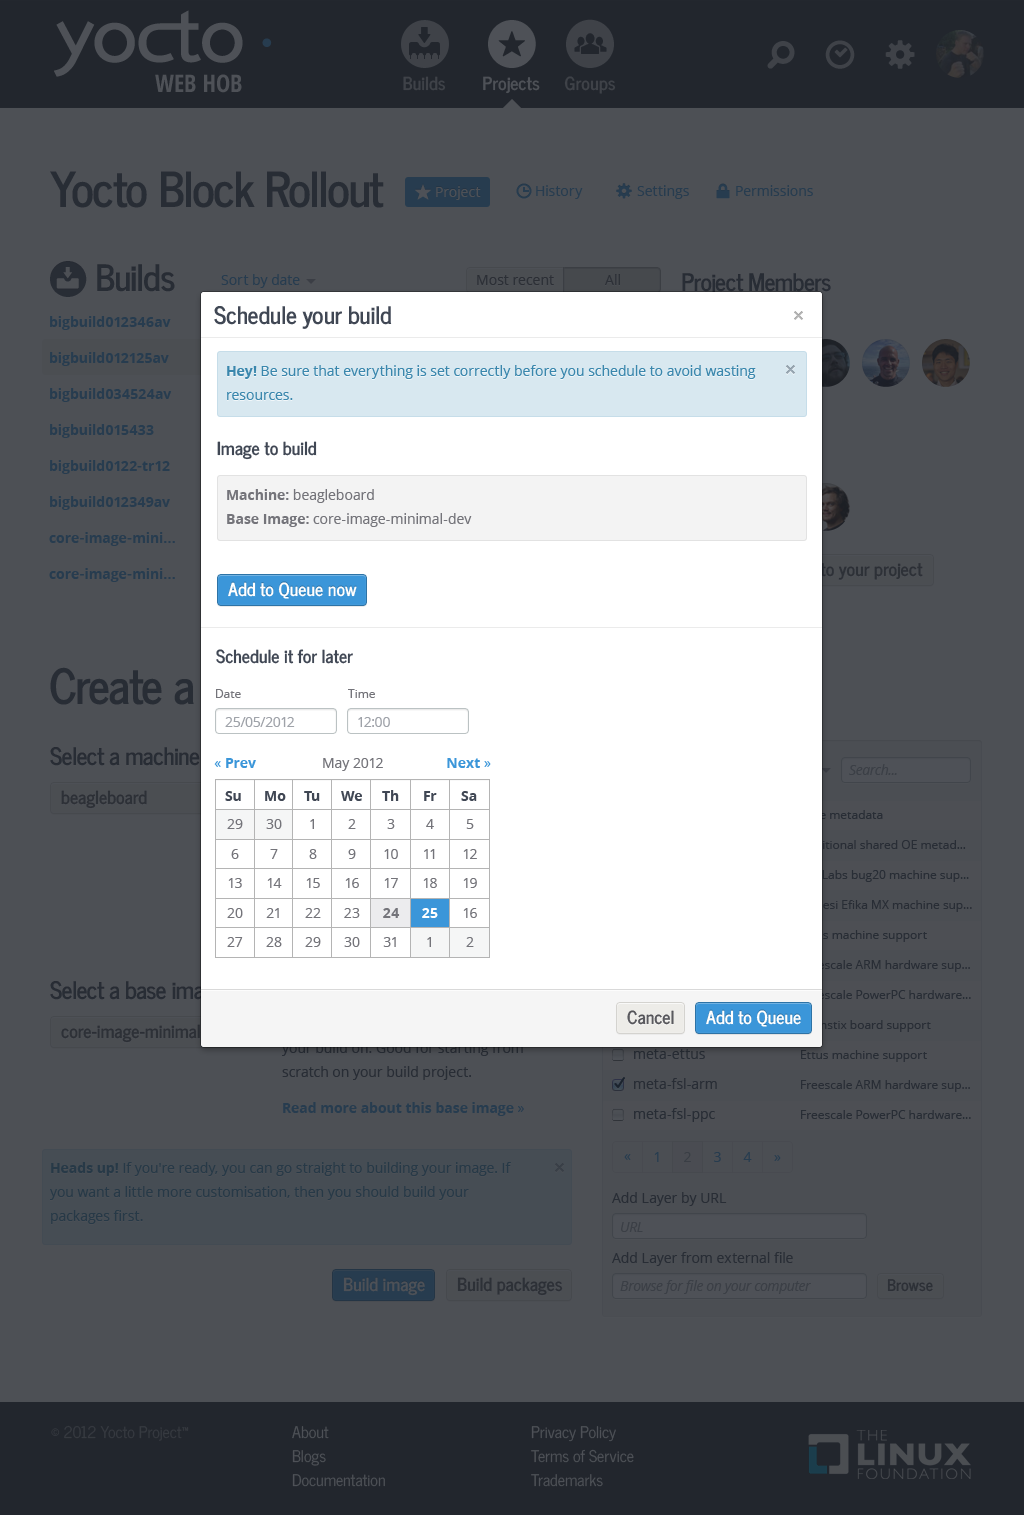 yocto
WEB HOB
Builds
Projects
Groups
Yocto Block Rollout
Project
History
Settings
Permissions
Builds
Sort by date
Most recent
All
Project Members
bigbuild012346av
bigbuild012125av
bigbuild034524av
bigbuild015433
bigbuild0122-tr12
bigbuild012349av
core-image-mini...
core-image-mini...
to your project
Schedule your build
×
Hey! Be sure that everything is set correctly before you schedule to avoid wasting
resources.
×
Image to build
Machine: beagleboard
Base Image: core-image-minimal-dev
Add to Queue now
Schedule it for later
Date
Time
25/05/2012
12:00
« Prev
May 2012
Next »
Su Mo Tu We Th Fr Sa
29 30 1 2 3 4 5
6 7 8 9 10 11 12
13 14 15 16 17 18 19
20 21 22 23 24 25 16
27 28 29 30 31 1 2
Cancel
Add to Queue
Create a
Select a machine
beagleboard
Select a base ima
core-image-minimal
your build on. Good for starting from
scratch on your build project.
Read more about this base image »
Heads up! If you're ready, you can go straight to building your image. If
you want a little more customisation, then you should build your
packages first.
×
Build image
Build packages
Search...
metadata
itional shared OE metad...
Labs bug20 machine sup...
esi Efika MX machine sup...
s machine support
escale ARM hardware sup...
escale PowerPC hardware...
nstix board support
meta-ettus
Ettus machine support
meta-fsl-arm
Freescale ARM hardware sup...
meta-fsl-ppc
Freescale PowerPC hardware...
« 1 2 3 4 »
Add Layer by URL
URL
Add Layer from external file
Browse for file on your computer
Browse
© 2012 Yocto Project™
About
Blogs
Documentation
Privacy Policy
Terms of Service
Trademarks
THE
LINUX
FOUNDATION